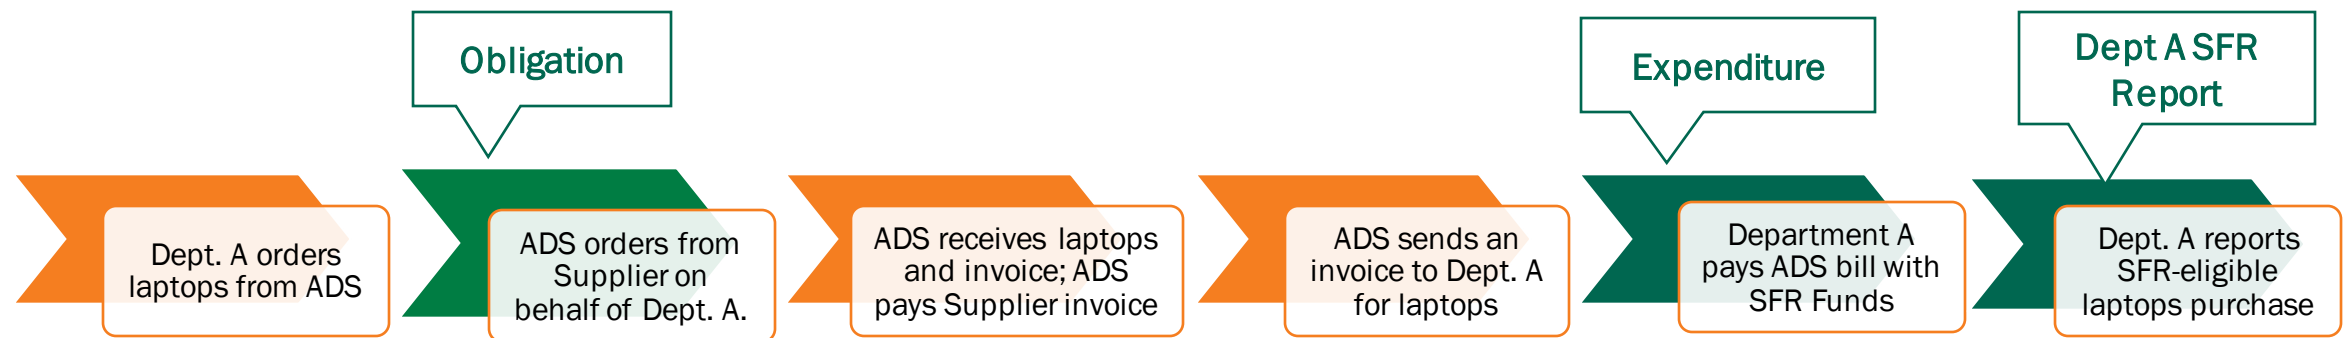 Obligation
Expenditure
Dept A SFR
Report
Dept. A orders
laptops from ADS
ADS orders from
Supplier on
behalf of Dept. A.
ADS receives laptops
and invoice; ADS
pays Supplier invoice
ADS sends an
invoice to Dept. A
for laptops
Department A
pays ADS bill with
SFR Funds
Dept. A reports
SFR-eligible
laptops purchase